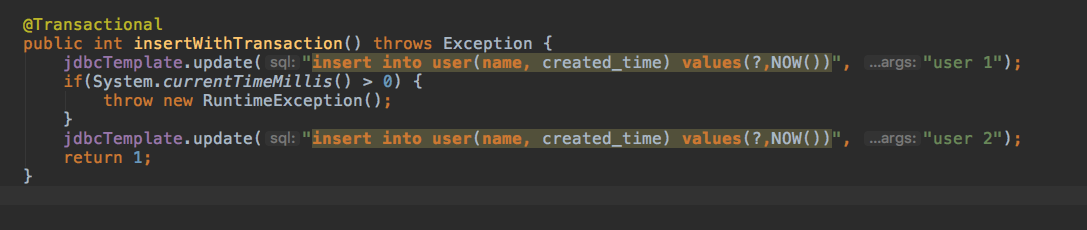 @Transactional
public int insertWithTransaction() throws Exception {
    jdbcTemplate.update( sql: "insert into user(name, created_time) values(?,NOW())", ...args: "user 1");
    if(System.currentTimeMillis() > 0) {
        throw new RuntimeException();
    }
    jdbcTemplate.update( sql: "insert into user(name, created_time) values(?,NOW())", ...args: "user 2");
    return 1;
}